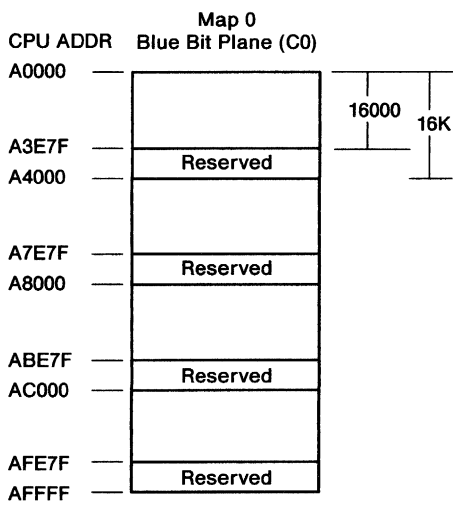 Map 0
CPU ADDR Blue Bit Plane (C0)
A0000
16000
16K
A3E7F
Reserved
A4000
A7E7F
Reserved
A8000
ABE7F
Reserved
AC000
AFE7F
Reserved
AFFFF